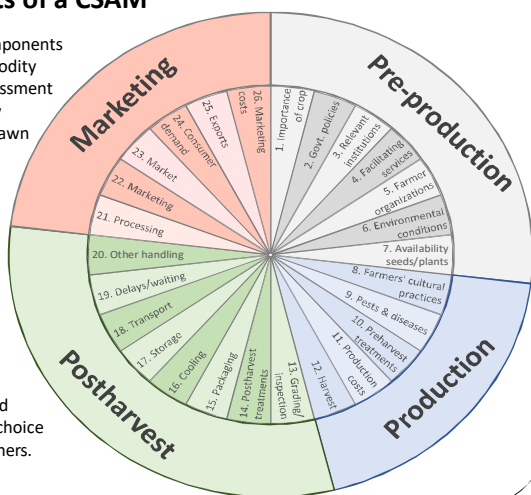 ts of a CSAM
ponents
odity
essment
awn
d
choice
ners.
Pre-production
Production
Postharvest
Marketing
1. Importance
of crop
2. Govt. policies
3. Relevant
institutions
4. Facilitating
services
5. Farmer
organizations
6. Environmental
conditions
7. Availability
seeds/plants
8. Farmers' cultural
practices
9. Pests & diseases
10. Preharvest
treatments
11. Production
costs
12. Harvest
13. Grading/
inspection
14. Postharvest
treatments
15. Packaging
16. Cooling
17. Storage
18. Transport
19. Delays/waiting
20. Other handling
21. Processing
22. Marketing
23. Market
24. Consumer
demand
25. Exports
26. Marketing
costs